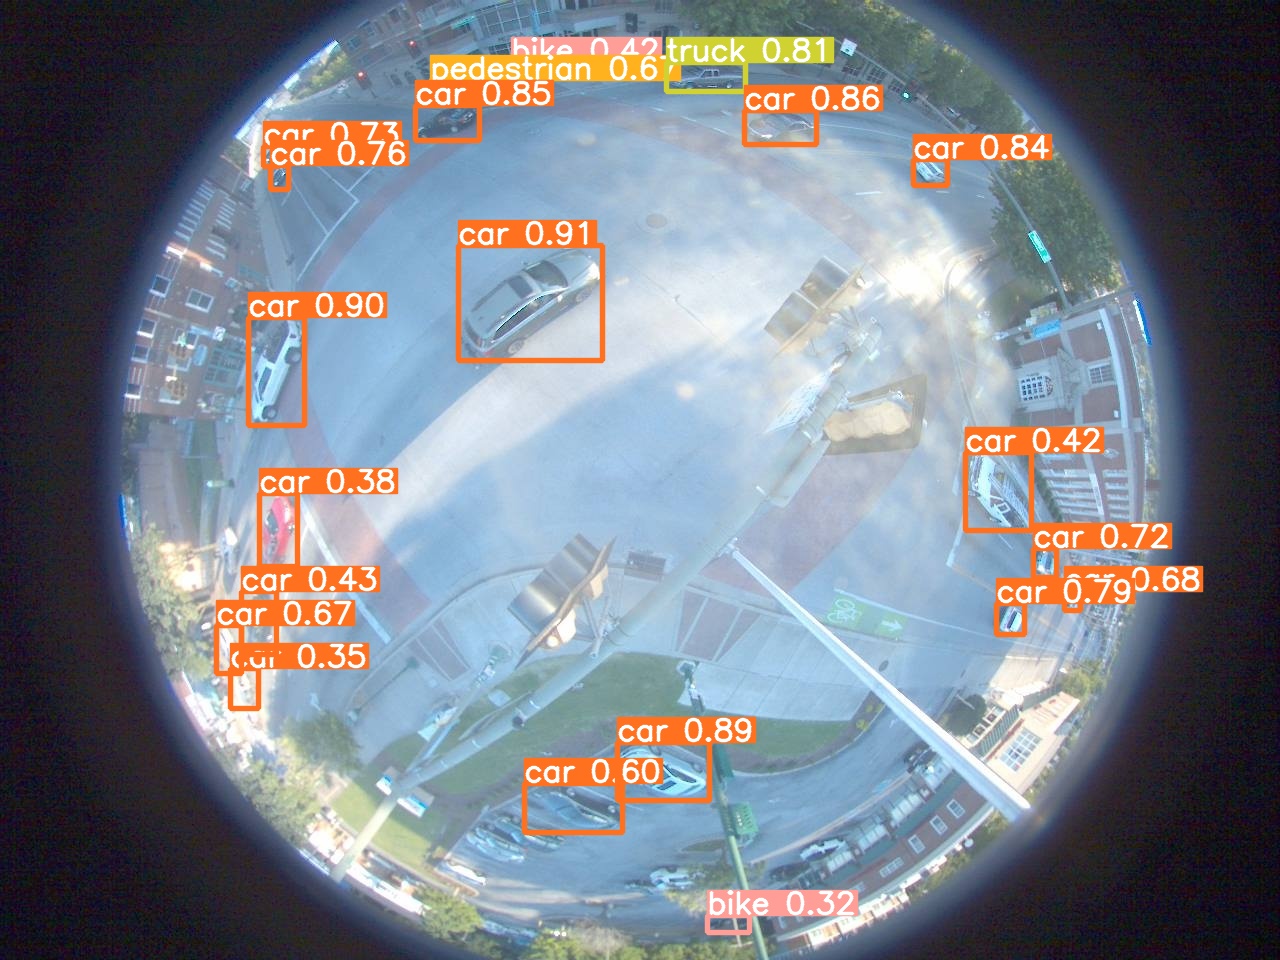 bike 0.42
truck 0.81
pedestrian 0.6
car 0.85
car 0.86
car 0.73
car 0.76
car 0.84
car 0.91
car 0.90
car 0.42
car 0.38
car 0.72
car 0.43
0.68
car 0.79
car 0.67
car 0.35
car 0.89
car 0.60
bike 0.32